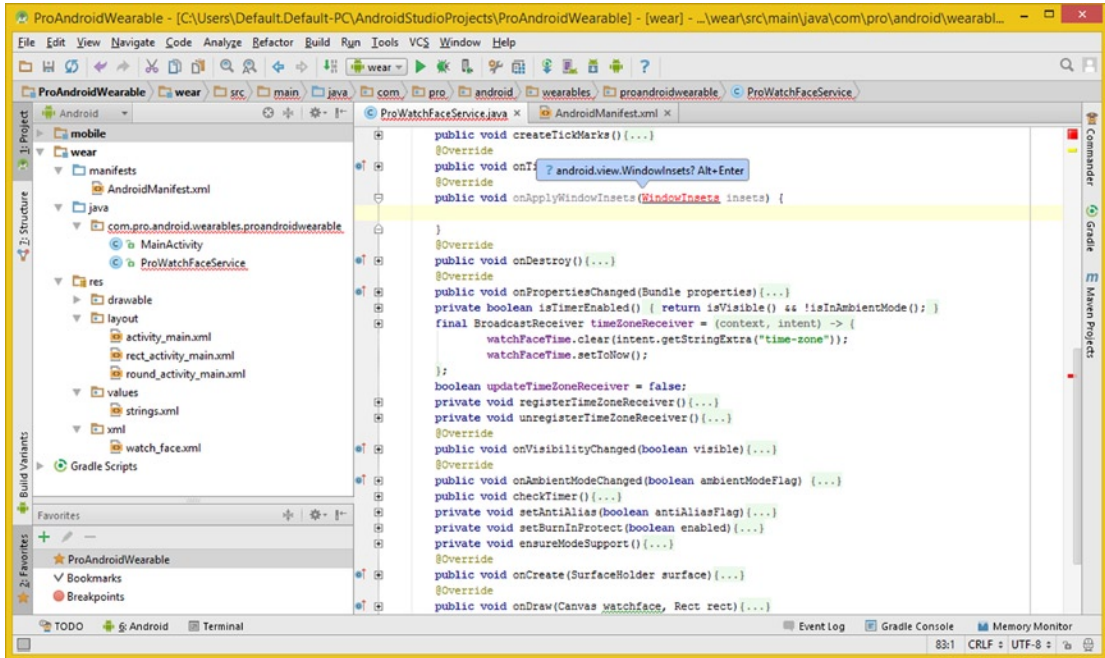 ProAndroidWearable - [C:\Users\Default.Default-PC\AndroidStudioProjects\ProAndroidWearable] - [wear] - ...\wear\src\main\java\com\pro\android\wearabl...
File Edit View Navigate Code Analyze Refactor Build Run Tools VCS Window Help
wear
ProAndroidWearable wear src main java com pro android wearables proandroidwearable ProWatchFaceService
1: Project
7: Structure
Build Variants
2: Favorites
Android
mobile
wear
manifests
AndroidManifest.xml
java
com.pro.android.wearables.proandroidwearable
MainActivity
ProWatchFaceService
res
drawable
layout
activity_main.xml
rect_activity_main.xml
round_activity_main.xml
values
strings.xml
xml
watch_face.xml
Gradle Scripts
Favorites
ProAndroidWearable
Bookmarks
Breakpoints
ProWatchFaceService.java AndroidManifest.xml
public void createTickMarks(){...}
@Override
public void onTi
? android.view.WindowInsets? Alt+Enter
@Override
public void onApplyWindowInsets(WindowInsets insets) {
}
@Override
public void onDestroy(){...}
@Override
public void onPropertiesChanged(Bundle properties){...}
private boolean isTimerEnabled() { return isVisible() && !isInAmbientMode(); }
final BroadcastReceiver timeZoneReceiver = (context, intent) -> {
watchFaceTime.clear(intent.getStringExtra("time-zone"));
watchFaceTime.setToNow();
};
boolean updateTimeZoneReceiver = false;
private void registerTimeZoneReceiver(){...}
private void unregisterTimeZoneReceiver(){...}
@Override
public void onVisibilityChanged(boolean visible){...}
@Override
public void onAmbientModeChanged(boolean ambientModeFlag) {...}
public void checkTimer(){...}
private void setAntiAlias(boolean antiAliasFlag){...}
private void setBurnInProtect(boolean enabled){...}
private void ensureModeSupport(){...}
@Override
public void onCreate(SurfaceHolder surface){...}
@Override
public void onDraw(Canvas watchface, Rect rect){...}
Commander
Gradle
Maven Projects
TODO 6: Android Terminal Event Log Gradle Console Memory Monitor
83:1 CRLF UTF-8